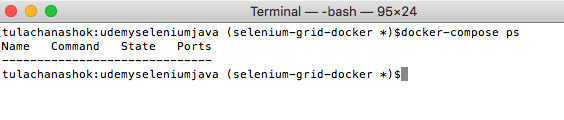 Terminal — -bash — 95×24
[tulachanashok:udemyseleniumjava (selenium-grid-docker *)$docker-compose ps
Name   Command   State   Ports
------------------------------
tulachanashok:udemyseleniumjava (selenium-grid-docker *)$